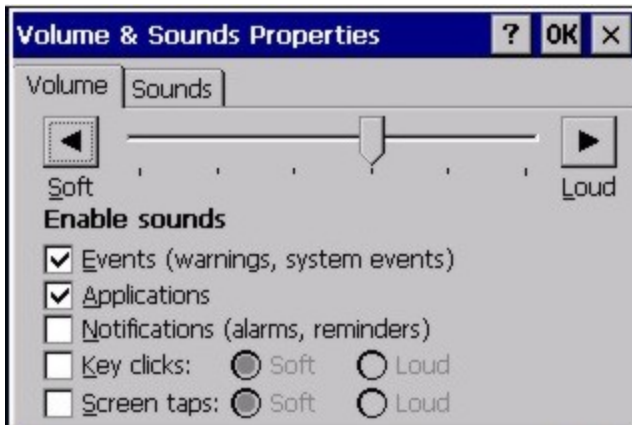 Volume & Sounds Properties ? OK ×
Volume Sounds
Soft Loud
Enable sounds
Events (warnings, system events)
Applications
Notifications (alarms, reminders)
Key clicks: Soft Loud
Screen taps: Soft Loud